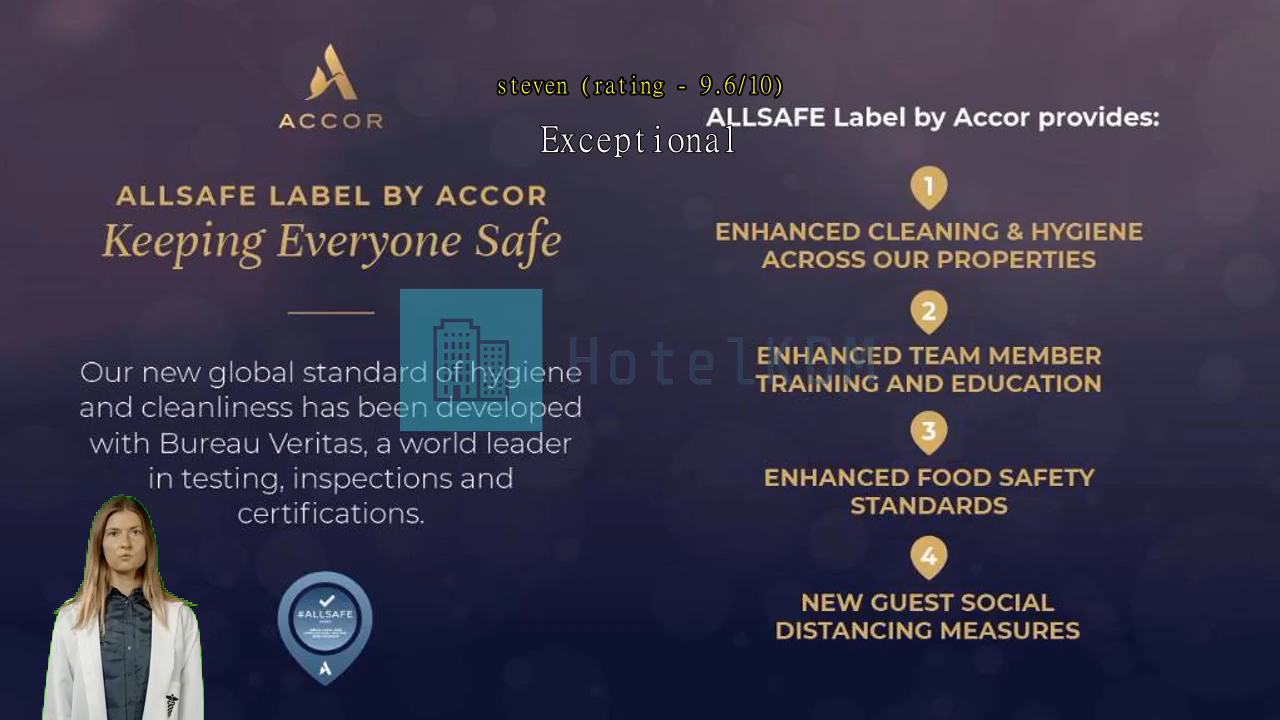 steven (rating - 9.6/10)
Exceptional
ACCOR
ALLSAFE LABEL BY ACCOR
Keeping Everyone Safe
Our new global standard of hygiene
and cleanliness has been developed
with Bureau Veritas, a world leader
in testing, inspections and
certifications.
#ALLSAFE
ALLSAFE Label by Accor provides:
1
ENHANCED CLEANING & HYGIENE
ACROSS OUR PROPERTIES
2
ENHANCED TEAM MEMBER
TRAINING AND EDUCATION
3
ENHANCED FOOD SAFETY
STANDARDS
4
NEW GUEST SOCIAL
DISTANCING MEASURES